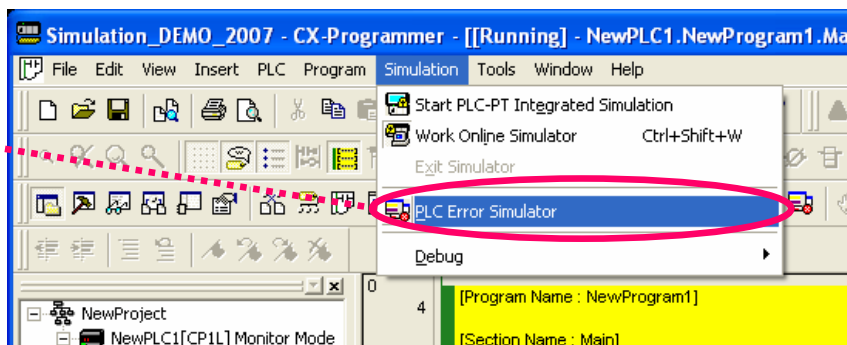 Simulation_DEMO_2007 - CX-Programmer - [[Running] - NewPLC1.NewProgram1.Ma
File Edit View Insert PLC Program Simulation Tools Window Help
Start PLC-PT Integrated Simulation
Work Online Simulator Ctrl+Shift+W
Exit Simulator
PLC Error Simulator
Debug
0
4
[Program Name : NewProgram1]
[Section Name : Main]
NewProject
NewPLC1[CP1L] Monitor Mode